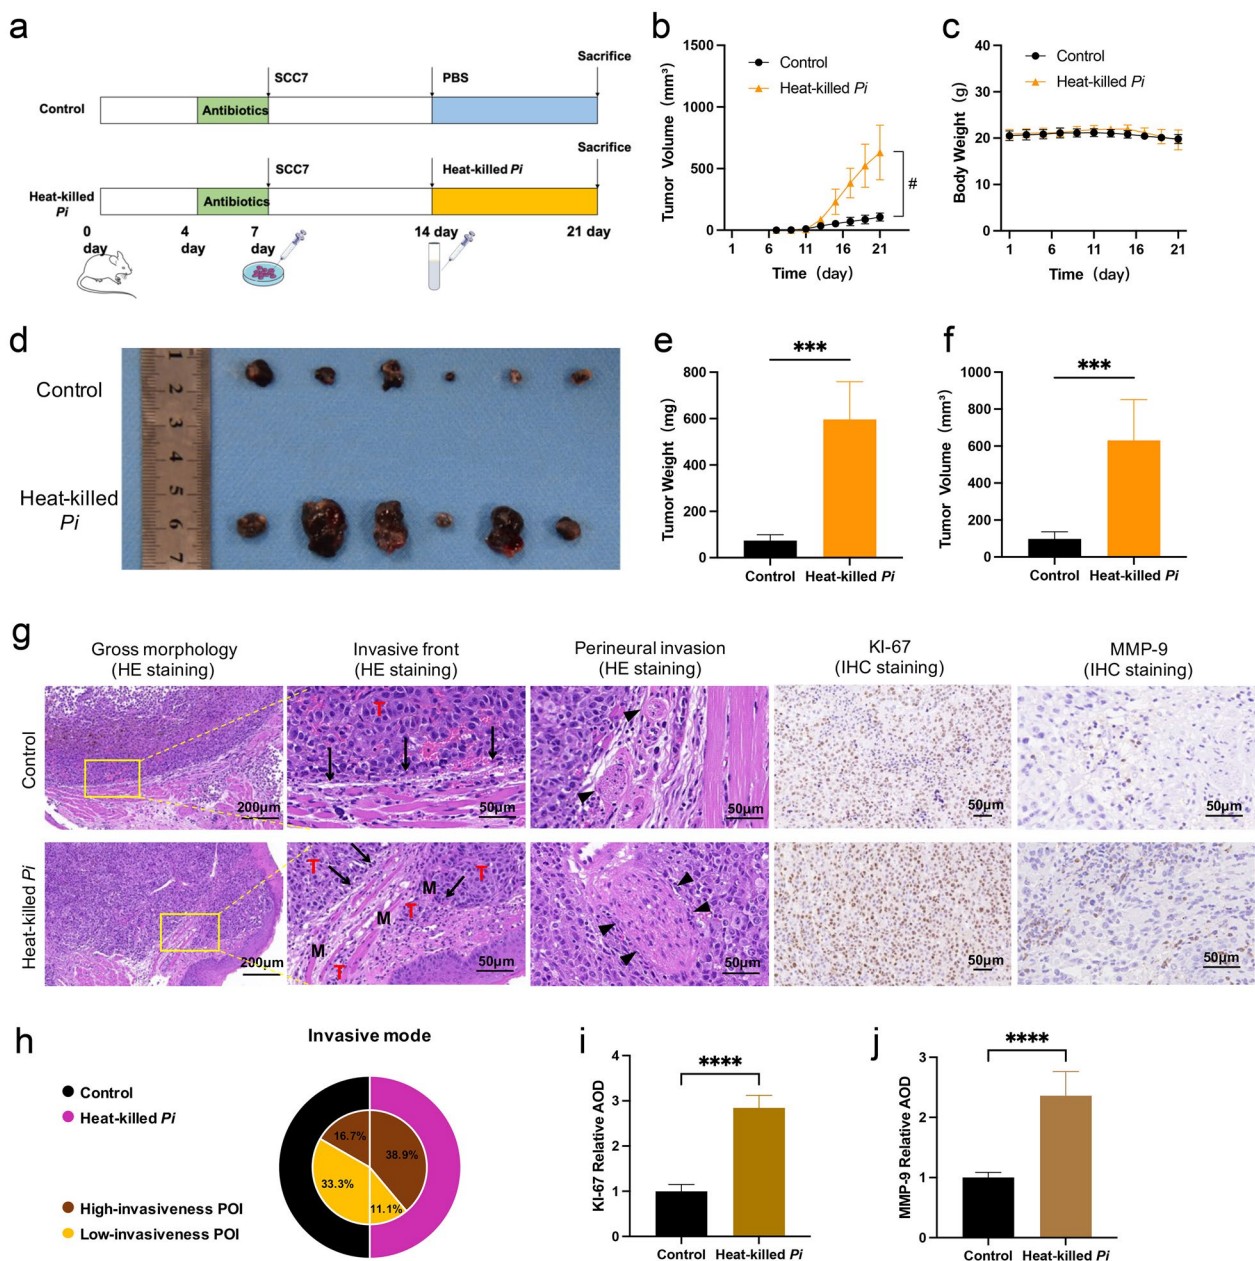 a
SCC7
PBS
Sacrifice
Control
Antibiotics
SCC7
Heat-killed Pi
Sacrifice
Heat-killed
Pi
Antibiotics
0
day
4
day
7
day
14 day
21 day
b
Tumor Volume (mm³)
1500
1000
500
0
1 6 11 16 21
Time (day)
Control
Heat-killed Pi
#
c
Body Weight (g)
40
30
20
10
0
1 6 11 16 21
Time (day)
Control
Heat-killed Pi
d
Control
Heat-killed
Pi
1
2
3
4
5
6
7
e
***
Tumor Weight (mg)
800
600
400
200
0
Control Heat-killed Pi
f
***
Tumor Volume (mm³)
1000
800
600
400
200
0
Control Heat-killed Pi
g
Gross morphology
(HE staining)
Invasive front
(HE staining)
Perineural invasion
(HE staining)
KI-67
(IHC staining)
MMP-9
(IHC staining)
Control
200μm
T
50μm
50μm
50μm
50μm
Heat-killed Pi
200μm
T
M
T
M
T
M
T
50μm
50μm
50μm
50μm
h
Invasive mode
Control
Heat-killed Pi
High-invasiveness POI
Low-invasiveness POI
16.7%
38.9%
33.3%
11.1%
i
****
KI-67 Relative AOD
4
3
2
1
0
Control Heat-killed Pi
j
****
MMP-9 Relative AOD
3
2
1
0
Control Heat-killed Pi